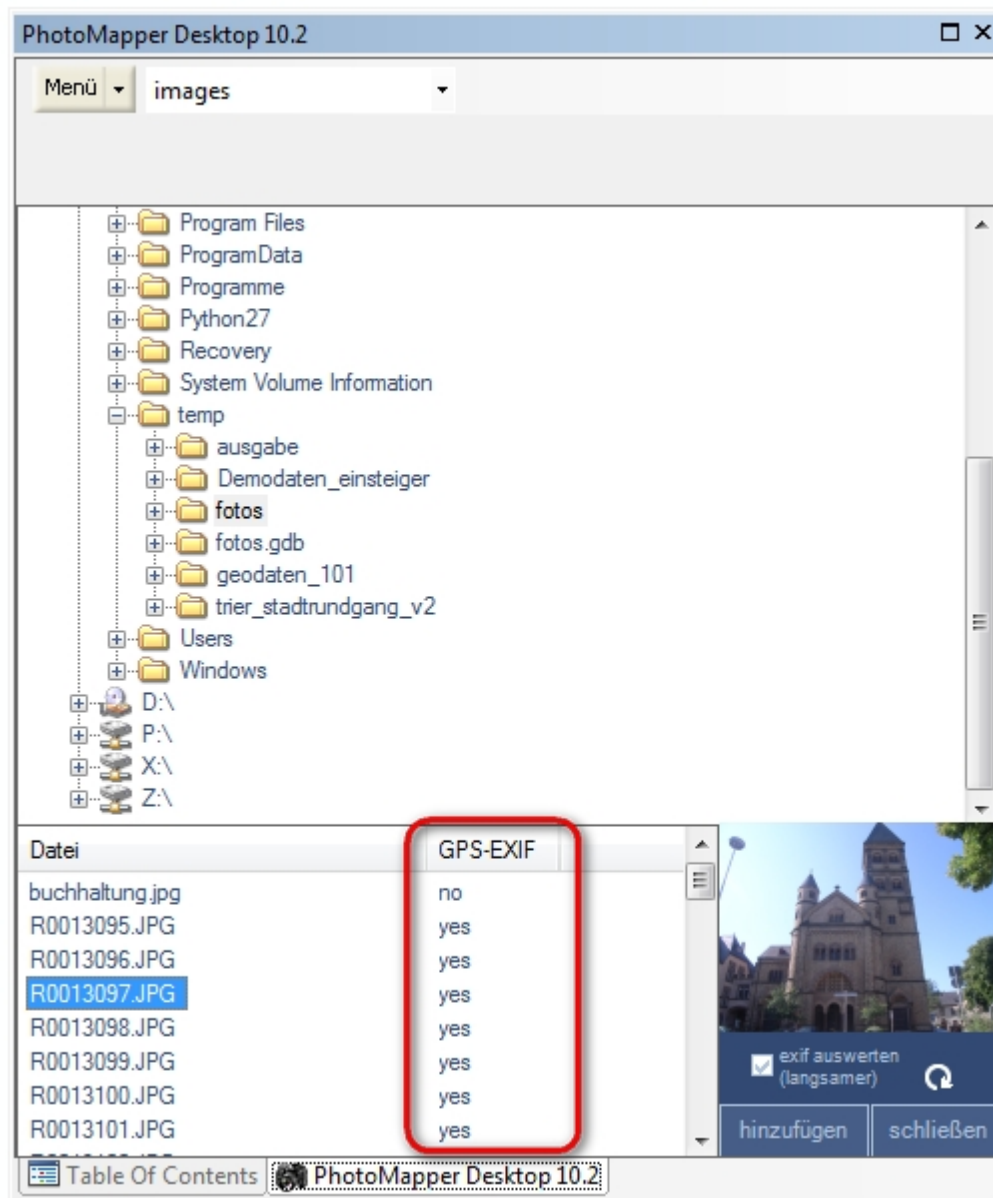 PhotoMapper Desktop 10.2
Menü images
Program Files
ProgramData
Programme
Python27
Recovery
System Volume Information
temp
ausgabe
Demodaten_einsteiger
fotos
fotos.gdb
geodaten_101
trier_stadtrundgang_v2
Users
Windows
D:\
P:\
X:\
Z:\
Datei GPS-EXIF
buchhaltung.jpg no
R0013095.JPG yes
R0013096.JPG yes
R0013097.JPG yes
R0013098.JPG yes
R0013099.JPG yes
R0013100.JPG yes
R0013101.JPG yes
exif auswerten
(langsamer)
hinzufügen schließen
Table Of Contents PhotoMapper Desktop 10.2